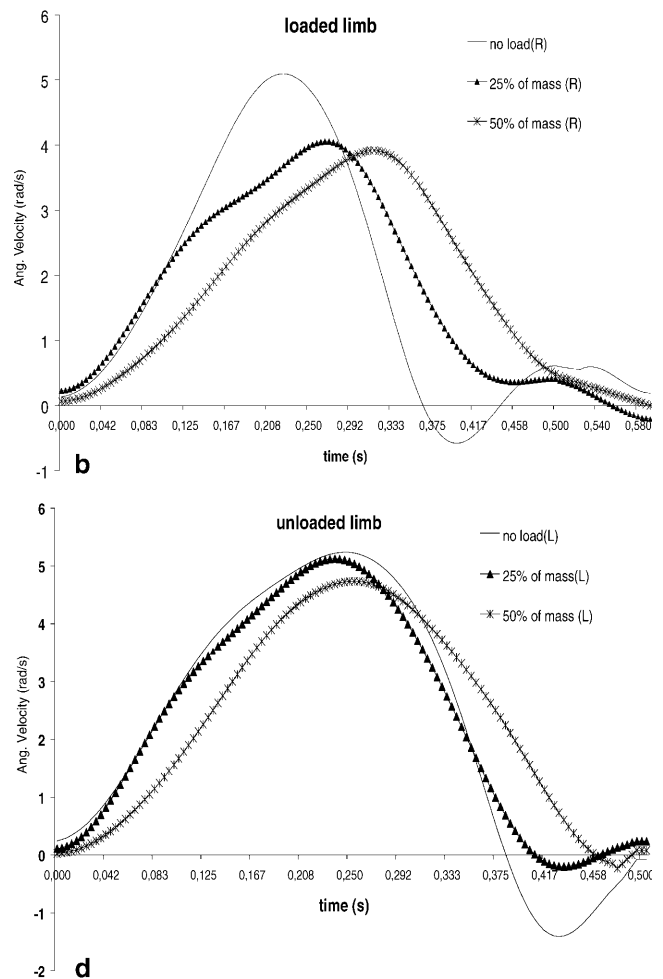 6
loaded limb
no load(R)
5
25% of mass (R)
50% of mass (R)
4
3
Ang. Velocity (rad/s)
2
1
0
0,000 0,042 0,083 0,125 0,167 0,208 0,250 0,292 0,333 0,375 0,417 0,458 0,500 0,540 0,580
time (s)
-1
b
6
unloaded limb
no load(L)
5
25% of mass(L)
50% of mass (L)
4
3
Ang. Velocity (rad/s)
2
1
0
0,000 0,042 0,083 0,125 0,167 0,208 0,250 0,292 0,333 0,375 0,417 0,458 0,500
time (s)
-1
-2
d